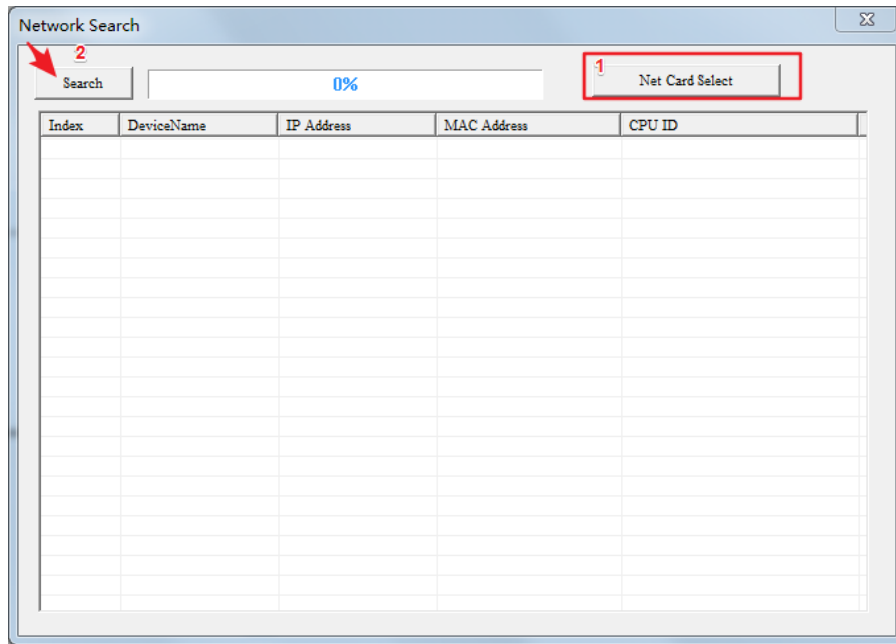 Network Search
2
1
Search
0%
Net Card Select
Index DeviceName IP Address MAC Address CPU ID